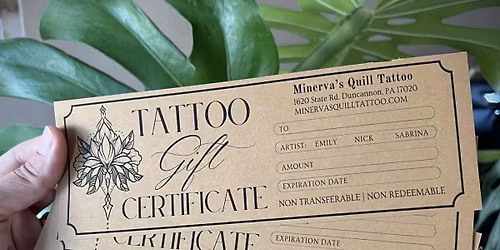 TATTOO
Gift
CERTIFICATE
Minerva's Quill Tattoo
1620 State Rd. Duncannon, PA 17020
MINERVASQUILLTATTOO.COM
TO
ARTIST: EMILY NICK SABRINA
AMOUNT
EXPIRATION DATE
NON TRANSFERABLE | NON REDEEMABLE
CERTIFICATE
EXPIRATION DATE